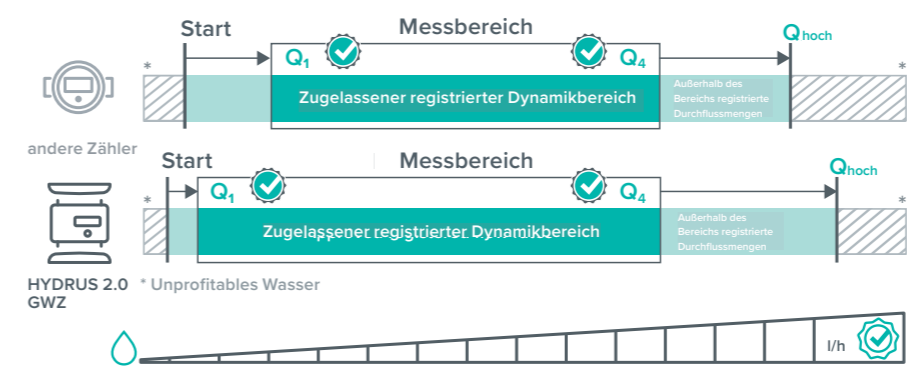 Start
Messbereich
Qhoch
*
Q1
Q4
*
Zugelassener registrierter Dynamikbereich
Außerhalb des
Bereichs registrierte
Durchflussmengen
andere Zähler
Start
Messbereich
Qhoch
*
Q1
Q4
*
Zugelassener registrierter Dynamikbereich
Außerhalb des
Bereichs registrierte
Durchflussmengen
HYDRUS 2.0
GWZ
* Unprofitables Wasser
l/h